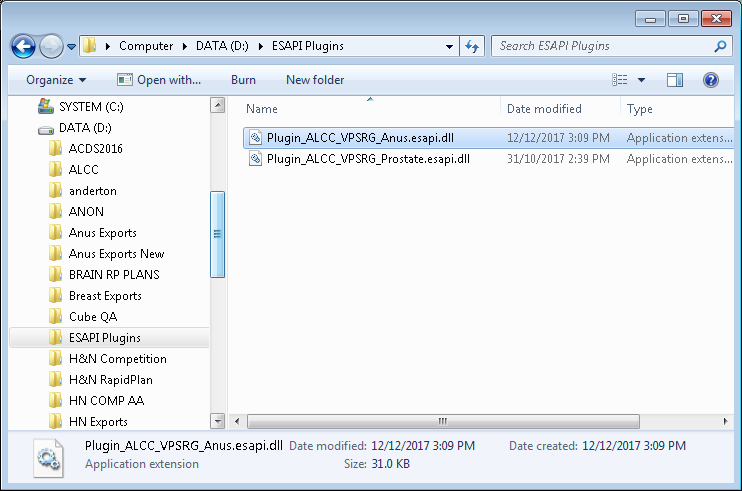 Computer DATA (D:) ESAPI Plugins Search ESAPI Plugins
Organize Open with... Burn New folder
SYSTEM (C:)
DATA (D:)
ACDS2016
ALCC
anderton
ANON
Anus Exports
Anus Exports New
BRAIN RP PLANS
Breast Exports
Cube QA
ESAPI Plugins
H&N Competition
H&N RapidPlan
HN COMP AA
HN Exports
Name Date modified Type
Plugin_ALCC_VPSRG_Anus.esapi.dll 12/12/2017 3:09 PM Application extens...
Plugin_ALCC_VPSRG_Prostate.esapi.dll 31/10/2017 2:39 PM Application extens...
Plugin_ALCC_VPSRG_Anus.esapi.dll Date modified: 12/12/2017 3:09 PM Date created: 12/12/2017 3:09 PM
Application extension Size: 31.0 KB